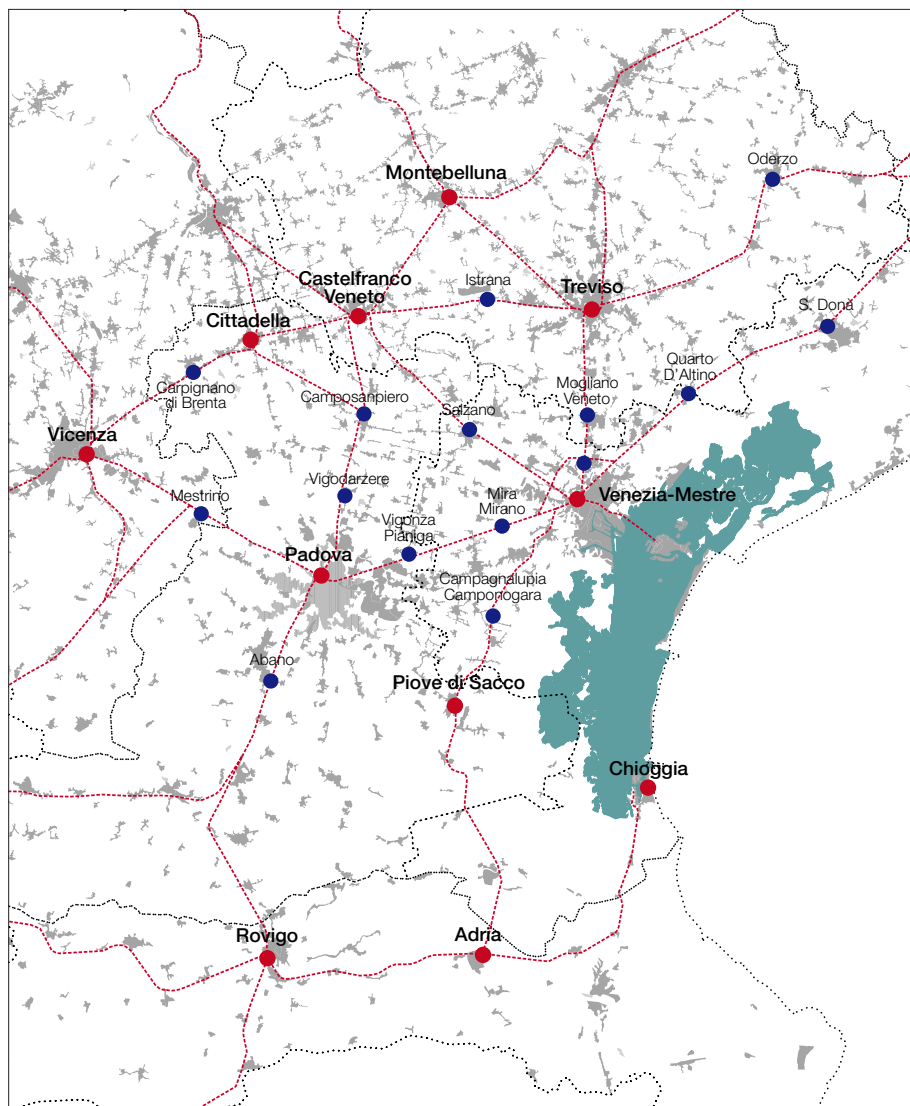 Oderzo
Montebelluna
Castelfranco
Veneto
Istrana
Treviso
S. Donà
Cittadella
Quarto
D'Altino
Carpignano
di Brenta
Camposanpiero
Salzano
Mogliano
Veneto
Vicenza
Mestrino
Vigodarzere
Mira
Mirano
Venezia-Mestre
Vigonza
Pianiga
Padova
Campagnalupia
Camponogara
Abano
Piove di Sacco
Chioggia
Rovigo
Adria